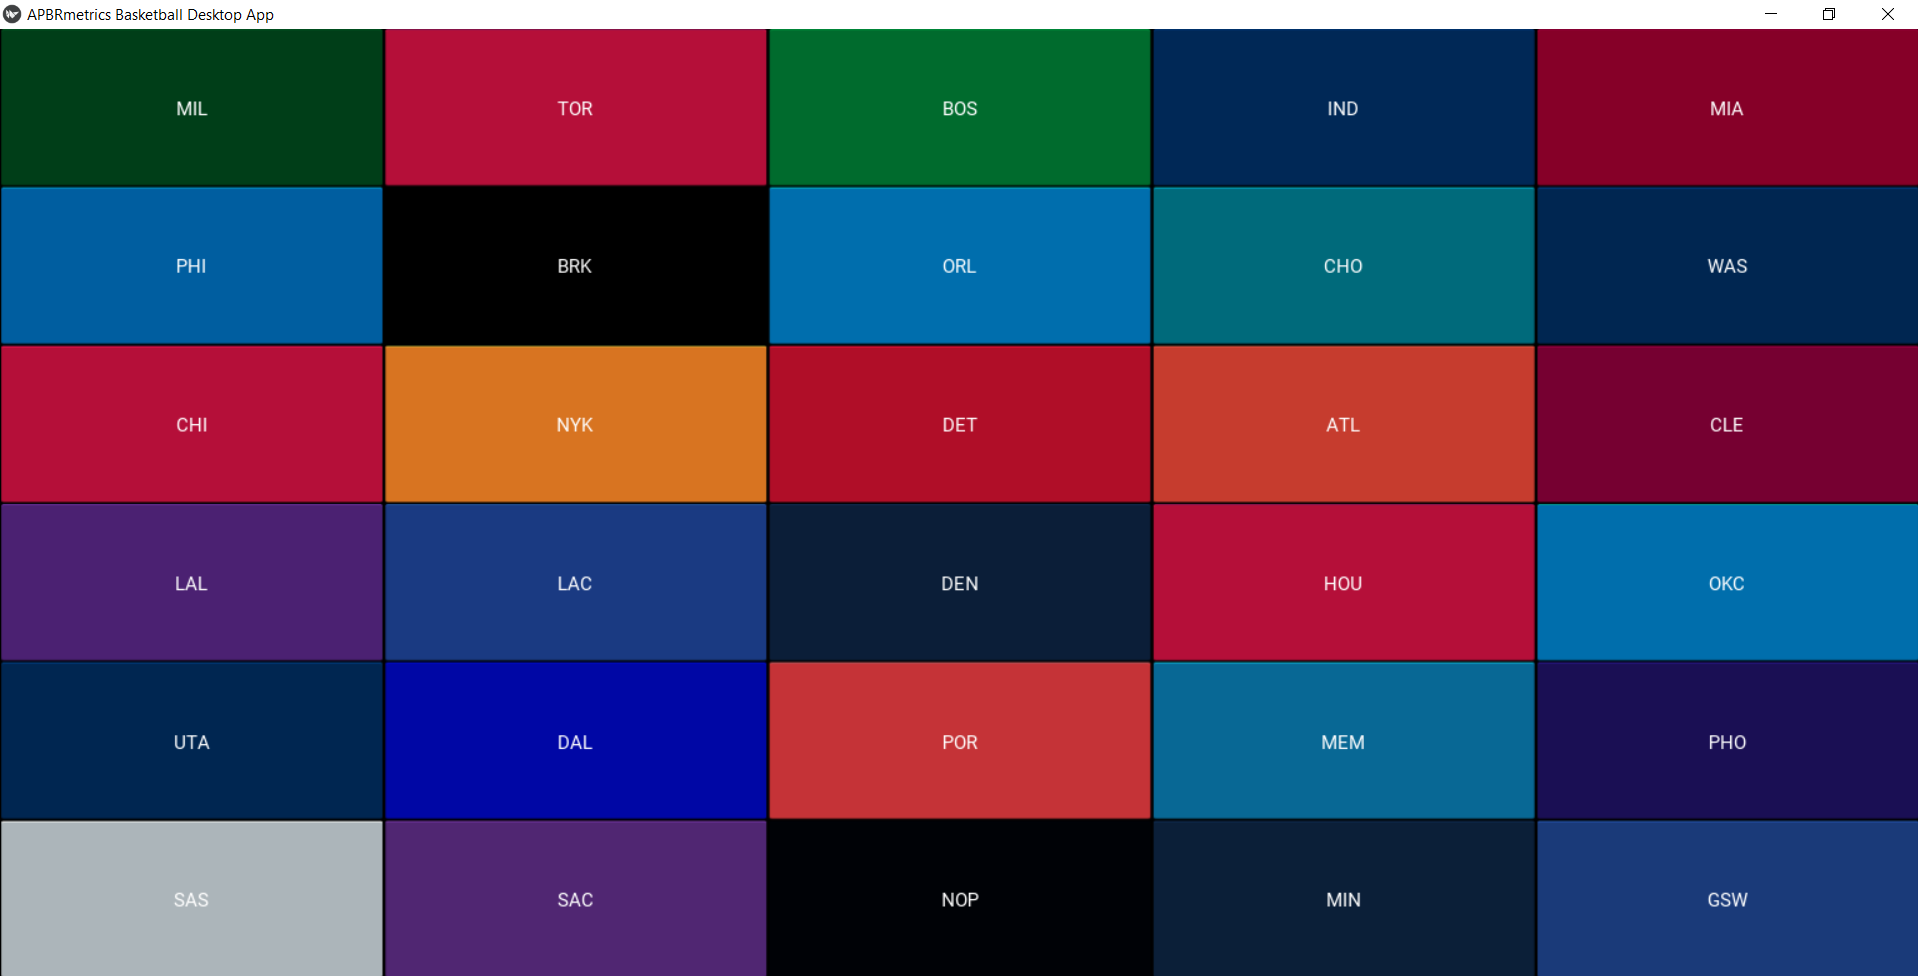 APBRmetrics Basketball Desktop App
MIL TOR BOS IND MIA
PHI BRK ORL CHO WAS
CHI NYK DET ATL CLE
LAL LAC DEN HOU OKC
UTA DAL POR MEM PHO
SAS SAC NOP MIN GSW